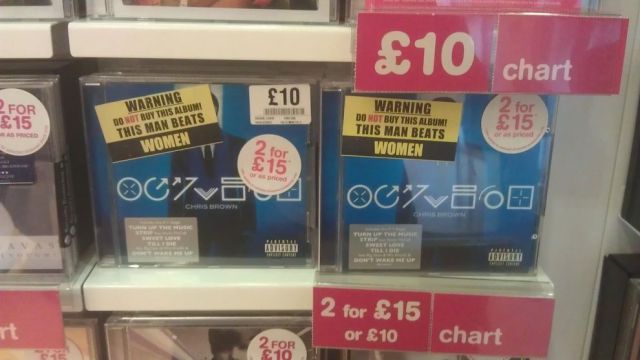 £10
chart
2 FOR
£15
OR AS PRICED
WARNING
DO NOT BUY THIS ALBUM!
THIS MAN BEATS
WOMEN
£10
2 for
£15
or as priced
CHRIS BROWN
TURN UP THE MUSIC
STRIP
SWEET LOVE
TILL I DIE
DON'T WAKE ME UP
PARENTAL
ADVISORY
EXPLICIT CONTENT
WARNING
DO NOT BUY THIS ALBUM!
THIS MAN BEATS
WOMEN
2 for
£15
or as priced
CHRIS BROWN
TURN UP THE MUSIC
STRIP
SWEET LOVE
TILL I DIE
DON'T WAKE ME UP
PARENTAL
ADVISORY
EXPLICIT CONTENT
rt
2 for £15
or £10
chart
2 FOR
£10